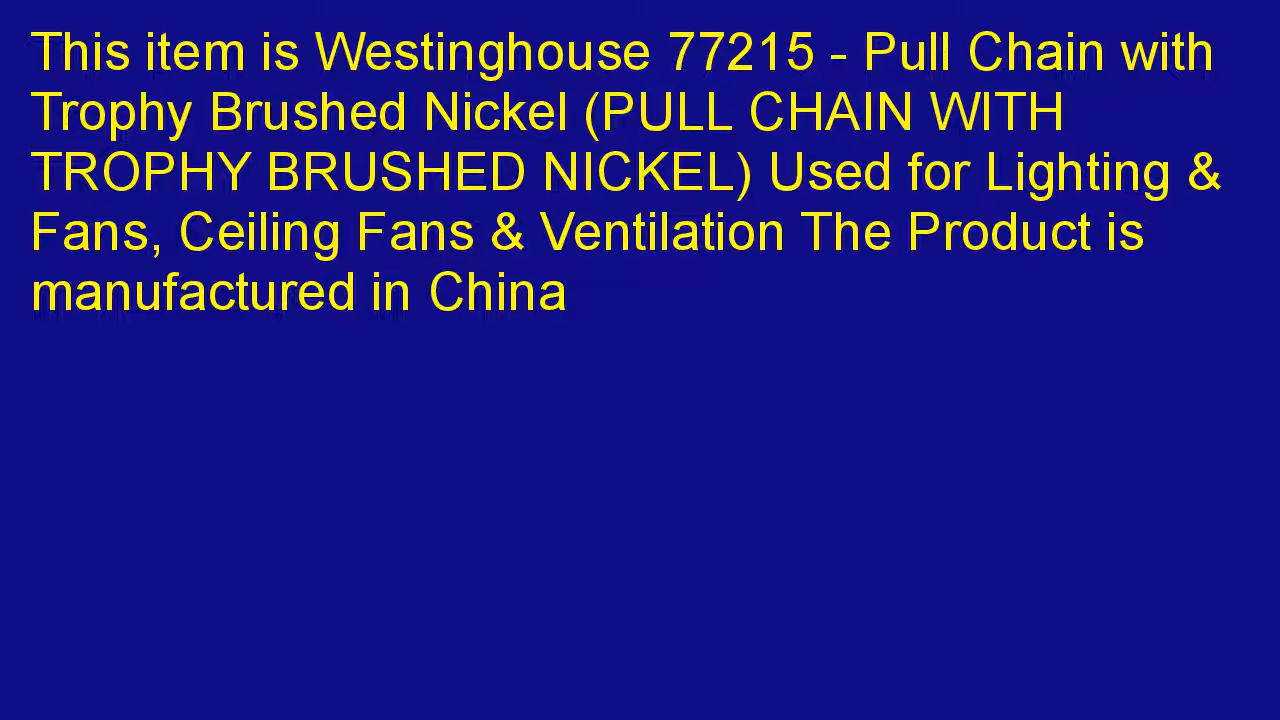 This item is Westinghouse 77215 - Pull Chain with
Trophy Brushed Nickel (PULL CHAIN WITH
TROPHY BRUSHED NICKEL) Used for Lighting &
Fans, Ceiling Fans & Ventilation The Product is
manufactured in China